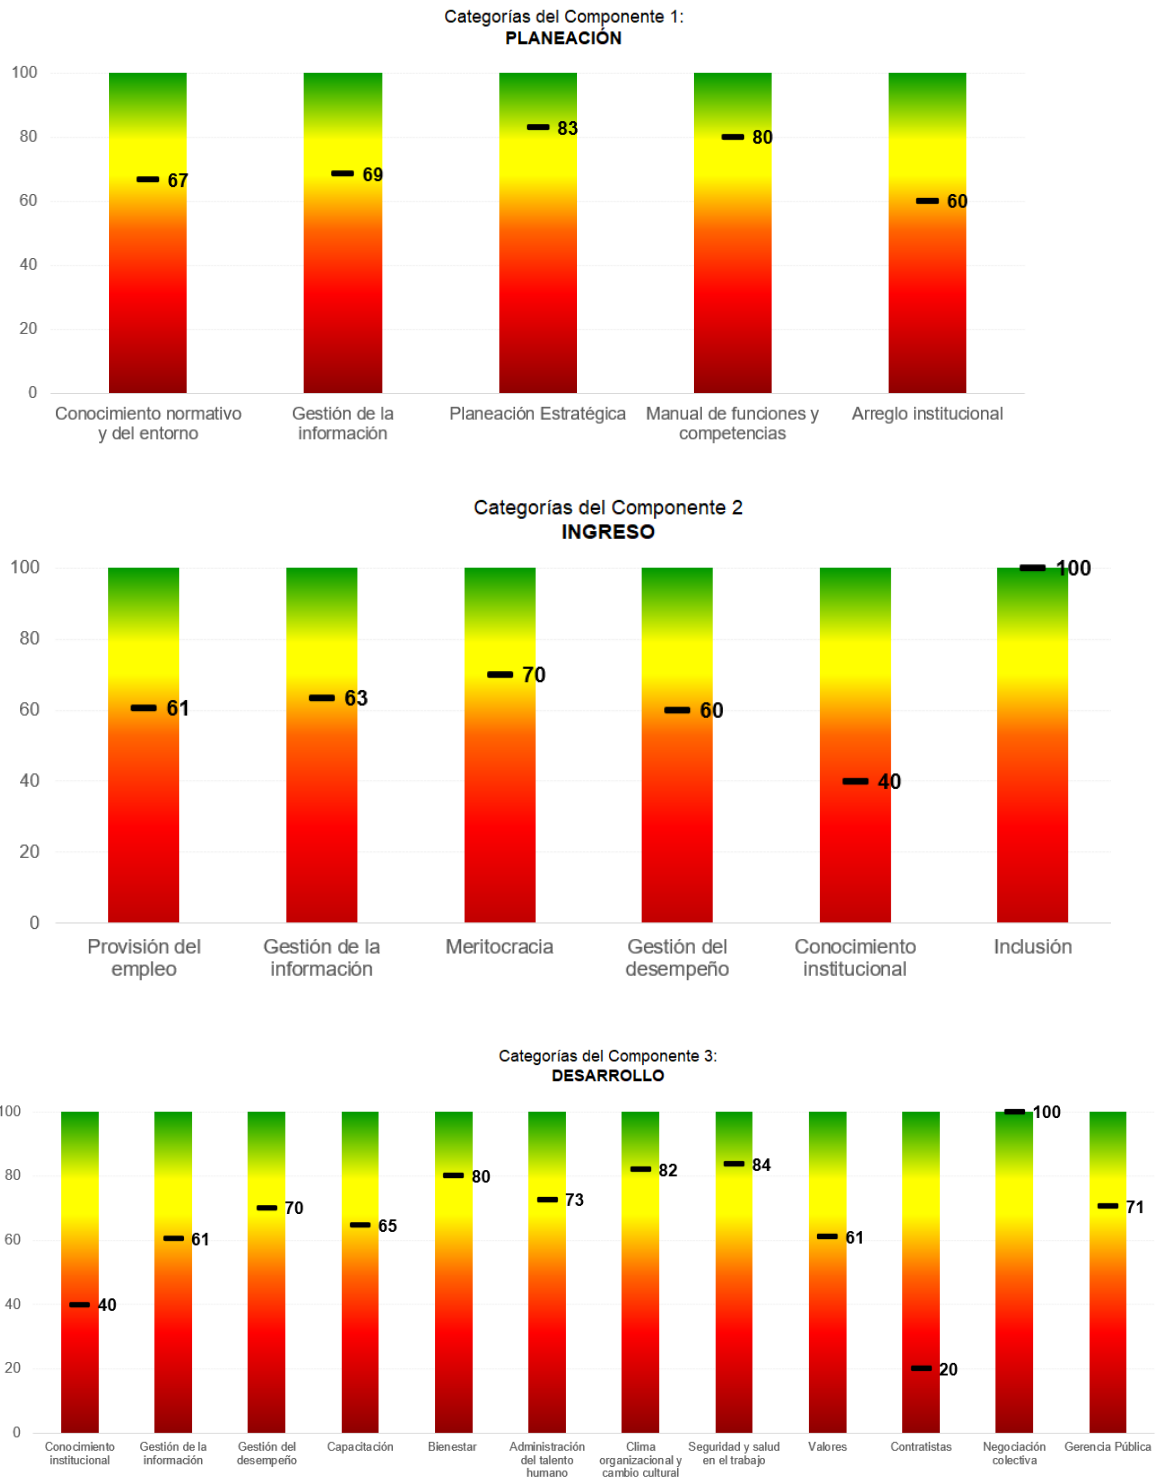 Categorías del Componente 1:
PLANEACIÓN
100
80
60
40
20
0
67
69
83
80
60
Conocimiento normativo
y del entorno
Gestión de la
información
Planeación Estratégica
Manual de funciones y
competencias
Arreglo institucional
Categorías del Componente 2
INGRESO
100
80
60
40
20
0
61
63
70
60
40
100
Provisión del
empleo
Gestión de la
información
Meritocracia
Gestión del
desempeño
Conocimiento
institucional
Inclusión
Categorías del Componente 3:
DESARROLLO
100
80
60
40
20
0
40
61
70
65
80
73
82
84
61
20
100
71
Conocimiento
institucional
Gestión de la
información
Gestión del
desempeño
Capacitación
Bienestar
Administración
del talento
humano
Clima
organizacional y
cambio cultural
Seguridad y salud
en el trabajo
Valores
Contratistas
Negociación
colectiva
Gerencia Pública